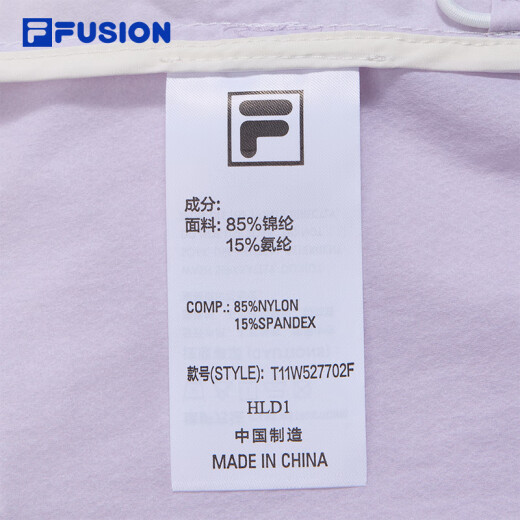 FUSION
成分:
面料: 85%锦纶
15%氨纶
COMP.: 85%NYLON
15%SPANDEX
款号(STYLE): T11W527702F
HLD1
中国制造
MADE IN CHINA